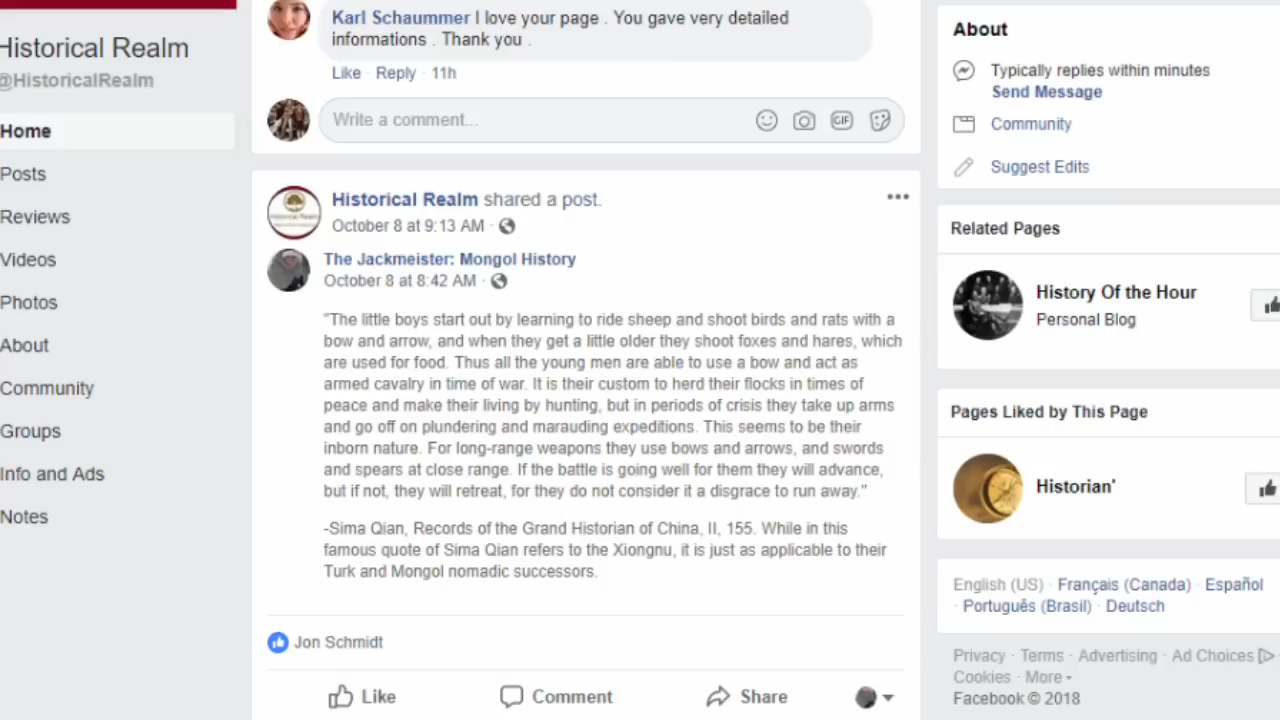 Historical Realm
@HistoricalRealm
Home
Posts
Reviews
Videos
Photos
About
Community
Groups
Info and Ads
Notes
Karl Schaummer I love your page . You gave very detailed
informations . Thank you .
Like · Reply · 11h
Write a comment...
GIF
Historical Realm shared a post.
October 8 at 9:13 AM ·
The Jackmeister: Mongol History
October 8 at 8:42 AM ·
"The little boys start out by learning to ride sheep and shoot birds and rats with a
bow and arrow, and when they get a little older they shoot foxes and hares, which
are used for food. Thus all the young men are able to use a bow and act as
armed cavalry in time of war. It is their custom to herd their flocks in times of
peace and make their living by hunting, but in periods of crisis they take up arms
and go off on plundering and marauding expeditions. This seems to be their
inborn nature. For long-range weapons they use bows and arrows, and swords
and spears at close range. If the battle is going well for them they will advance,
but if not, they will retreat, for they do not consider it a disgrace to run away."
-Sima Qian, Records of the Grand Historian of China, II, 155. While in this
famous quote of Sima Qian refers to the Xiongnu, it is just as applicable to their
Turk and Mongol nomadic successors.
Jon Schmidt
Like
Comment
Share
About
Typically replies within minutes
Send Message
Community
Suggest Edits
Related Pages
History Of the Hour
Personal Blog
Pages Liked by This Page
Historian'
English (US) · Français (Canada) · Español
· Português (Brasil) · Deutsch
Privacy · Terms · Advertising · Ad Choices
Cookies · More
Facebook © 2018